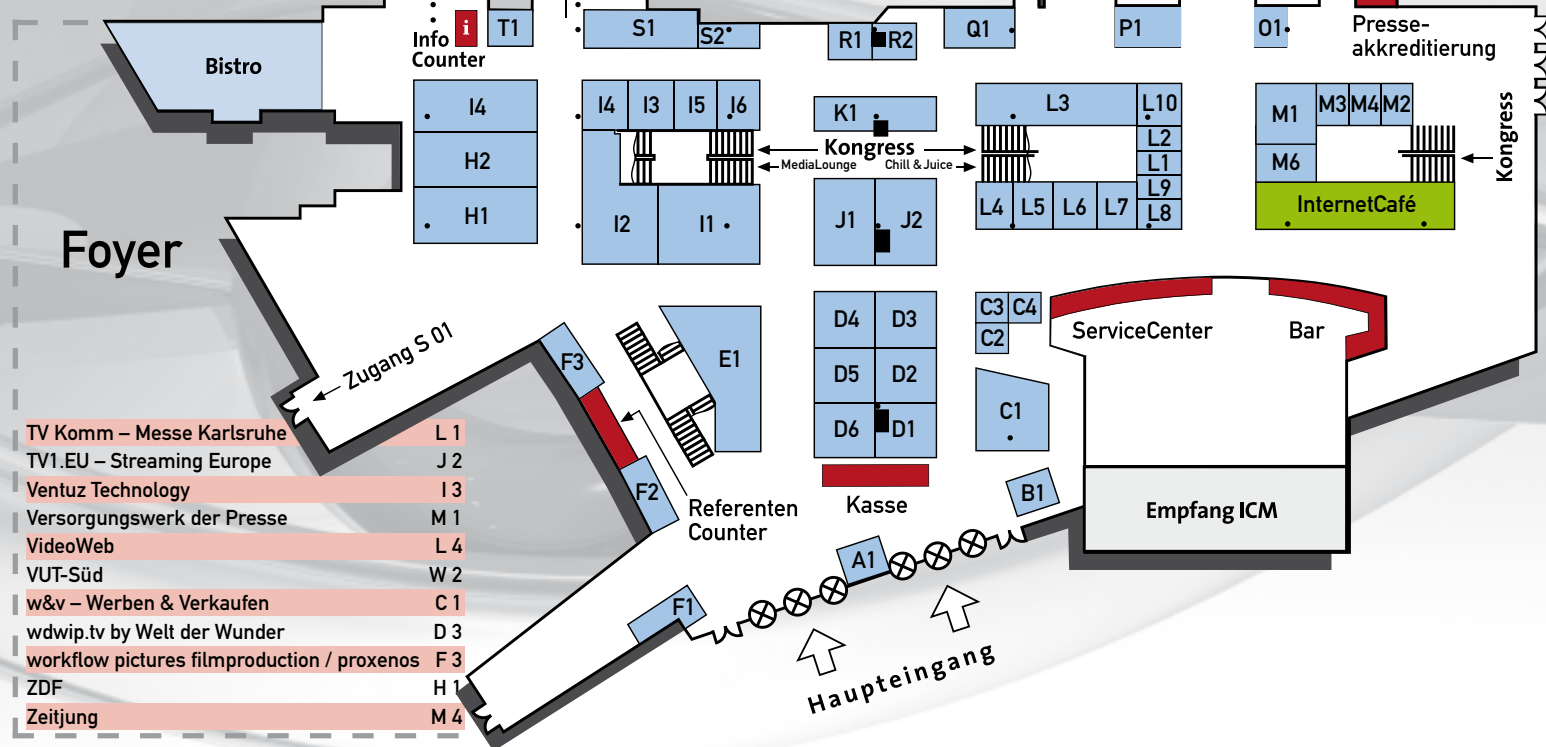 T1
S1
S2
R1
R2
Q1
P1
O1
Presse-
akkreditierung
Info
i
Counter
Bistro
I4
H2
H1
I4
I3
I5
I6
I2
I1
K1
Kongress
MediaLounge
Chill & Juice
J1
J2
L3
L10
L2
L1
L9
L8
L4
L5
L6
L7
M1
M3
M4
M2
M6
InternetCafé
Kongress
Foyer
Zugang S 01
F3
E1
D4
D3
D5
D2
D6
D1
C3
C4
C2
C1
ServiceCenter
Bar
F2
Referenten
Counter
Kasse
B1
Empfang ICM
A1
F1
Haupteingang
TV Komm – Messe Karlsruhe L 1
TV1.EU – Streaming Europe J 2
Ventuz Technology I 3
Versorgungswerk der Presse M 1
VideoWeb L 4
VUT-Süd W 2
w&v – Werben & Verkaufen C 1
wdwip.tv by Welt der Wunder D 3
workflow pictures filmproduction / proxenos F 3
ZDF H 1
Zeitjung M 4